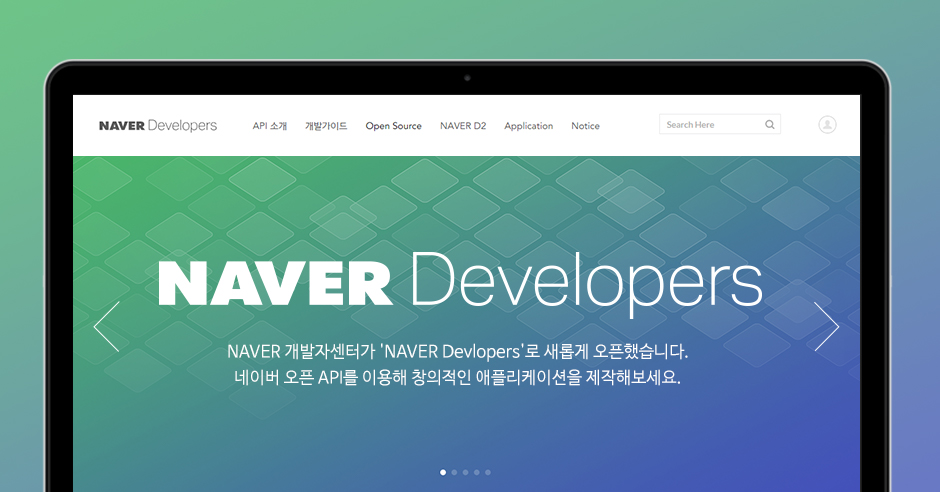 NAVER Developers
API 소개
개발가이드
Open Source
NAVER D2
Application
Notice
Search Here
NAVER Developers
NAVER 개발자센터가 'NAVER Devlopers'로 새롭게 오픈했습니다.
네이버 오픈 API를 이용해 창의적인 애플리케이션을 제작해보세요.